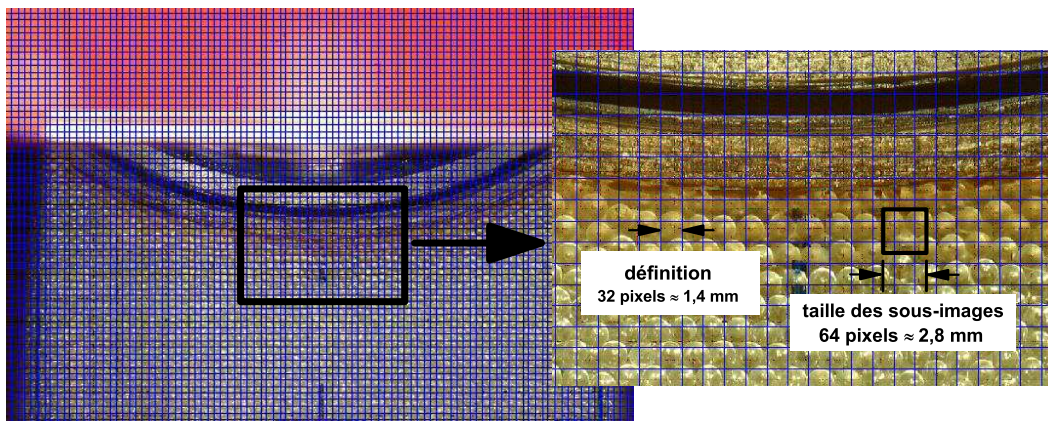 définition
32 pixels ≈ 1,4 mm
taille des sous-images
64 pixels ≈ 2,8 mm